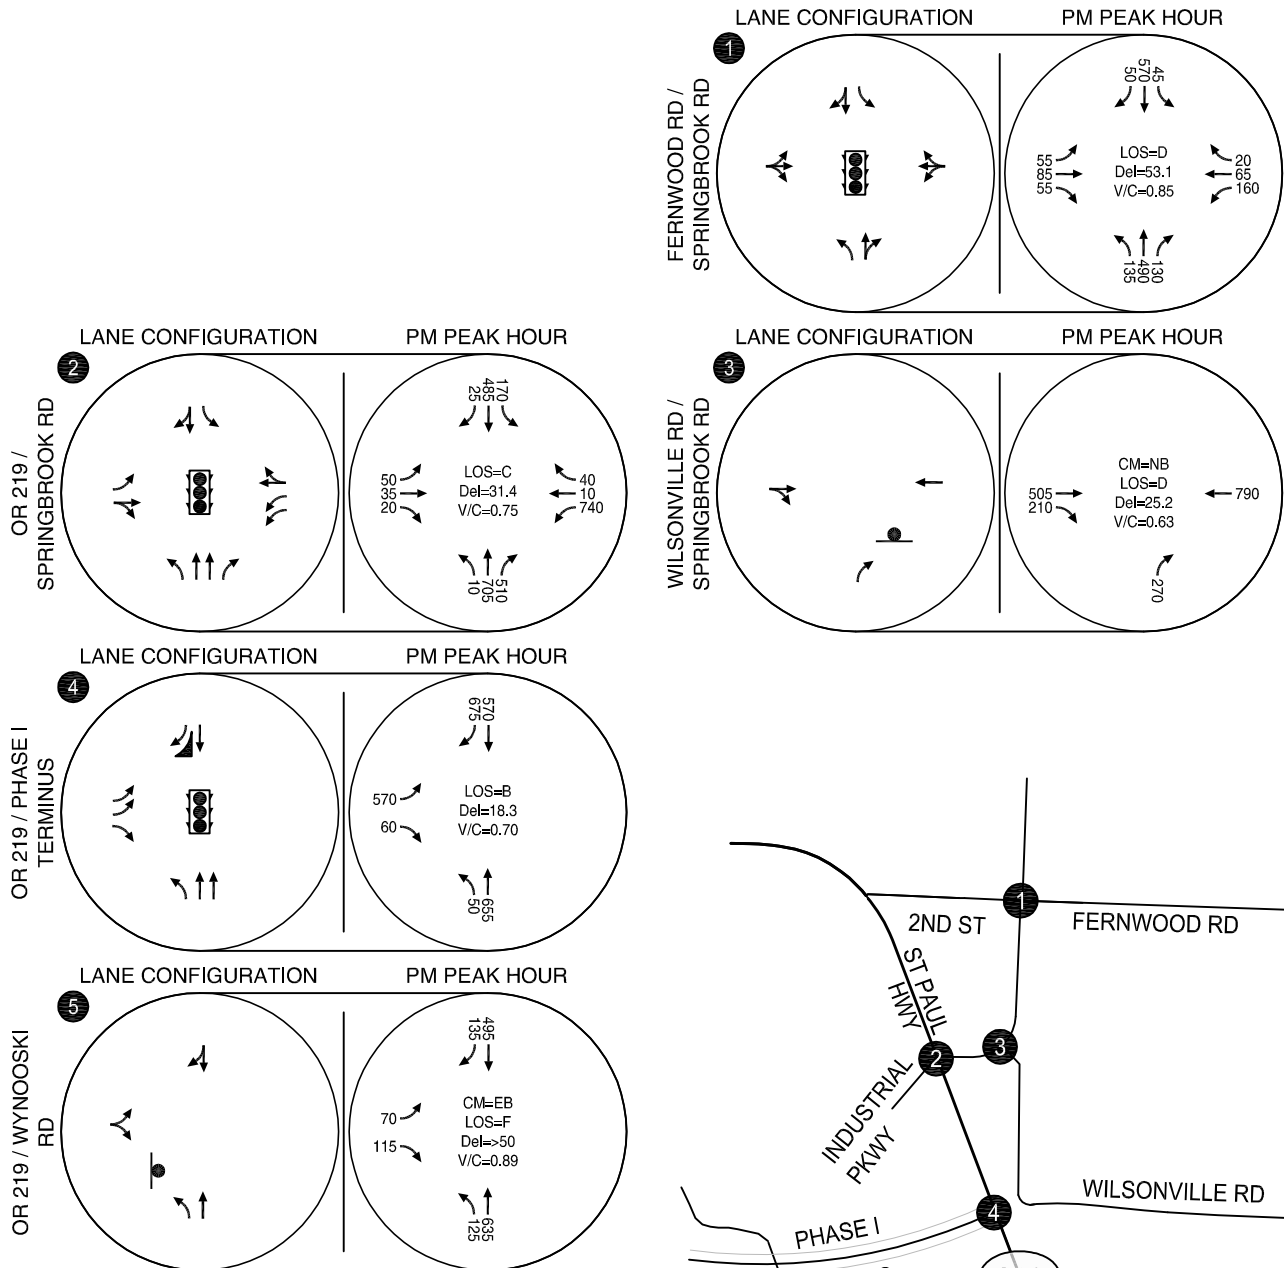 LANE CONFIGURATION PM PEAK HOUR
1
FERNWOOD RD /
SPRINGBROOK RD
50 570 45
55
85
55
LOS=D
Del=53.1
V/C=0.85
20
65
160
135 490 130
LANE CONFIGURATION PM PEAK HOUR
2
OR 219 /
SPRINGBROOK RD
25 485 170
50
35
20
LOS=C
Del=31.4
V/C=0.75
40
10
740
10 705 510
LANE CONFIGURATION PM PEAK HOUR
3
WILSONVILLE RD /
SPRINGBROOK RD
505
210
CM=NB
LOS=D
Del=25.2
V/C=0.63
790
270
LANE CONFIGURATION PM PEAK HOUR
4
OR 219 / PHASE I
TERMINUS
675 570
570
60
LOS=B
Del=18.3
V/C=0.70
50 655
LANE CONFIGURATION PM PEAK HOUR
5
OR 219 / WYNOOSKI
RD
135 495
70
115
CM=EB
LOS=F
Del=>50
V/C=0.89
125 635
1
2ND ST
FERNWOOD RD
ST PAUL
HWY
2
3
INDUSTRIAL
PKWY
WILSONVILLE RD
4
PHASE I